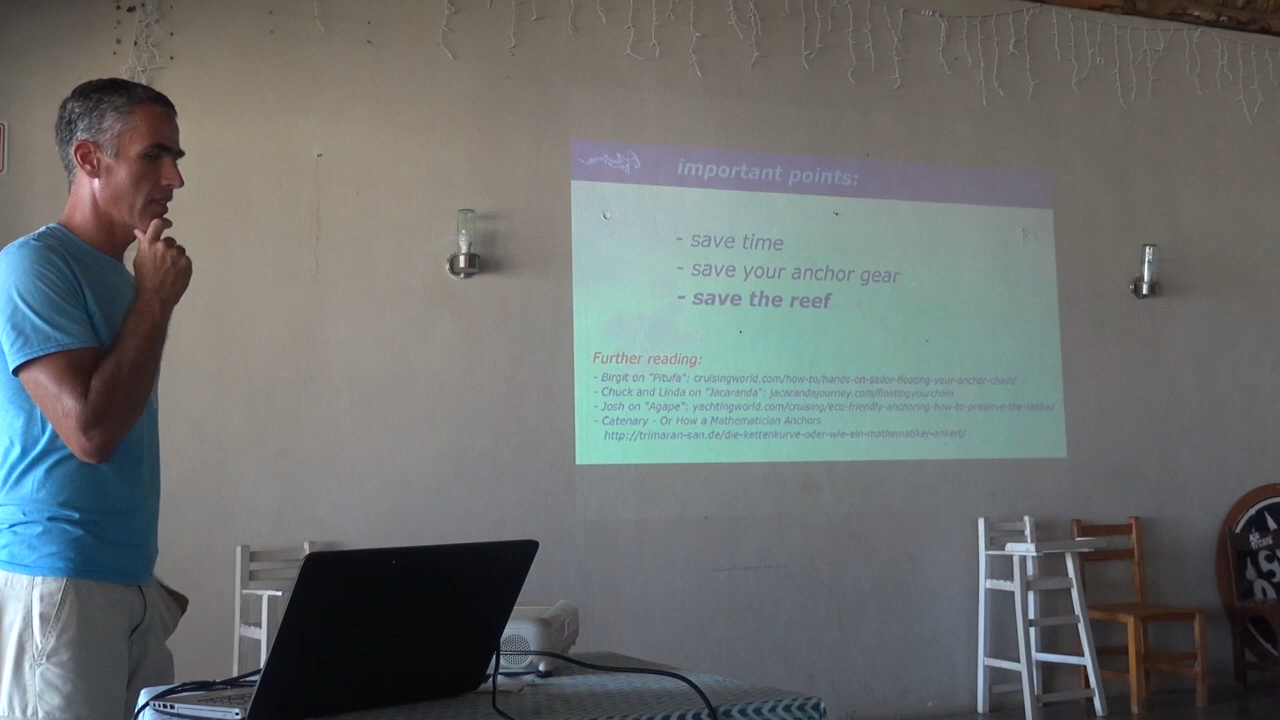 important points:
- save time
- save your anchor gear
- save the reef
Further reading:
- Birgit on "Pitufa": cruisingworld.com/how-to/hands-on-sailor-floating-your-anchor-chain/
- Chuck and Linda on "Jacaranda": jacarandajourney.com/floatingyourchain
- Josh on "Agape": yachtingworld.com/cruising/eco-friendly-anchoring-how-to-preserve-the-seabed
- Catenary - Or How a Mathematician Anchors
http://trimaran-san.de/die-kettenkurve-oder-wie-ein-mathematiker-ankert/